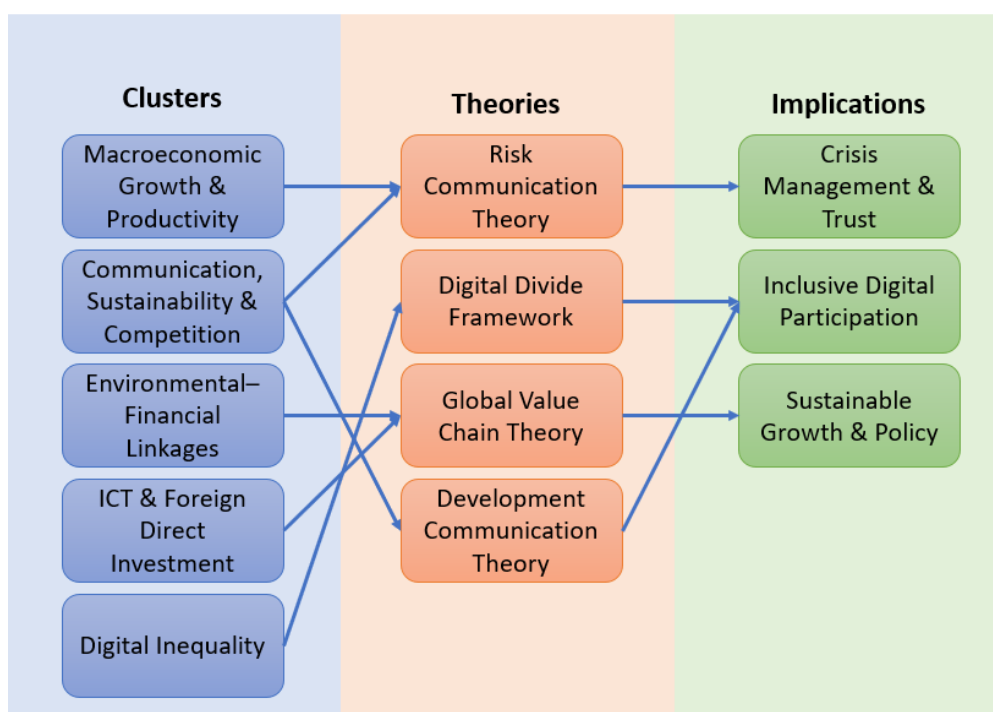 Clusters
Macroeconomic
Growth &
Productivity
Communication,
Sustainability &
Competition
Environmental–
Financial
Linkages
ICT & Foreign
Direct
Investment
Digital Inequality
Theories
Risk
Communication
Theory
Digital Divide
Framework
Global Value
Chain Theory
Development
Communication
Theory
Implications
Crisis
Management &
Trust
Inclusive Digital
Participation
Sustainable
Growth & Policy